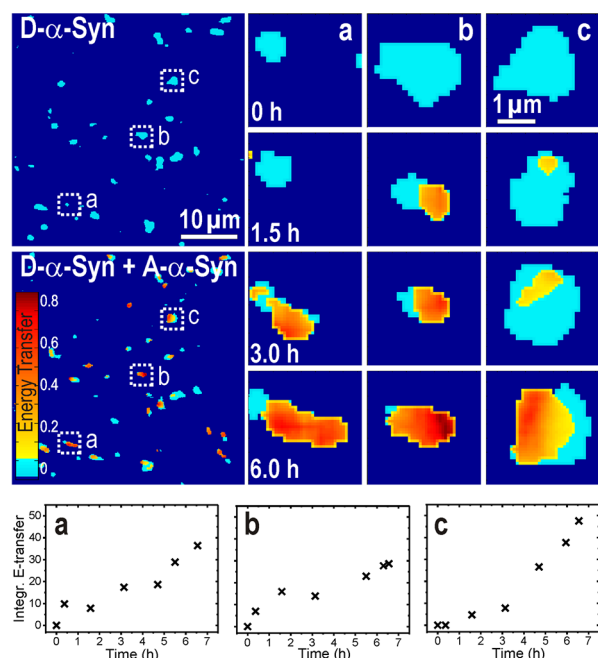 D-α-Syn
a
b
c
c
b
a
10 µm
0 h
1 µm
1.5 h
D-α-Syn + A-α-Syn
0.8
0.6
0.4
0.2
0
Energy Transfer
c
b
a
3.0 h
6.0 h
a
b
c
Integr. E-transfer
50
40
30
20
10
0
0 1 2 3 4 5 6 7
0 1 2 3 4 5 6 7
0 1 2 3 4 5 6 7
Time (h)
Time (h)
Time (h)